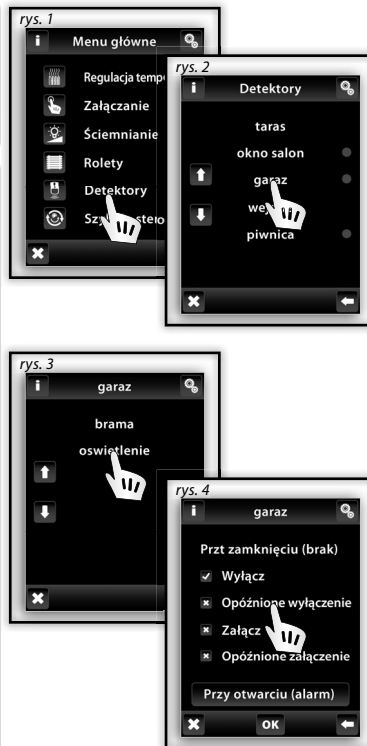 rys. 1
i
Menu główne
Regulacja temp
Załączanie
Ściemnianie
Rolety
Detektory
rys. 2
i
Detektory
taras
okno salon
garaz
piwnica
rys. 3
i
garaz
brama
oswietlenie
rys. 4
i
garaz
Przt zamknięciu (brak)
Wyłącz
Opóźnione wyłączenie
Załącz
Opóźnione załączenie
Przy otwarciu (alarm)
OK